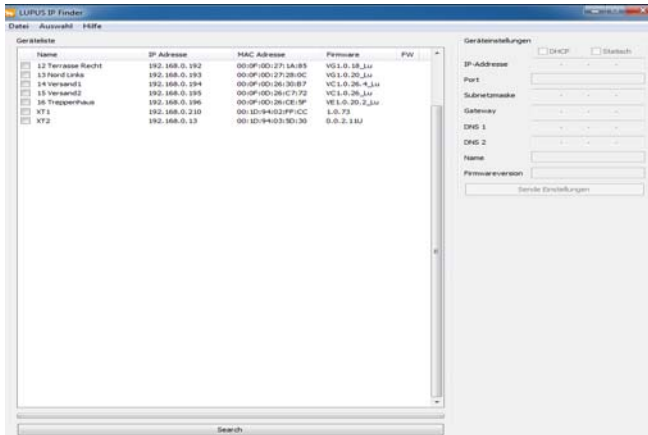 LUPUS IP Finder
Datei Auswahl Hilfe
Geräteliste
Name IP Adresse MAC Adresse Firmware PW
12 Terrasse Recht 192.168.0.192 00:0F:0D:27:1A:85 VG1.0.18_Lu
13 Nord Links 192.168.0.193 00:0F:0D:27:2B:0C VG1.0.20_Lu
14 Versand1 192.168.0.194 00:0F:0D:26:30:B7 VC1.0.26.4_Lu
15 Versand2 192.168.0.195 00:0F:0D:26:C7:72 VC1.0.26_Lu
16 Treppenhaus 192.168.0.196 00:0F:0D:26:CE:5F VE1.0.20.2_Lu
XT1 192.168.0.210 00:1D:94:02:FF:CC 1.0.73
XT2 192.168.0.13 00:1D:94:03:5D:30 0.0.2.11U
Search
Geräteinstellungen
DHCP Statisch
IP-Addresse
Port
Subnetzmaske
Gateway
DNS 1
DNS 2
Name
Firmwareversion
Sende Einstellungen